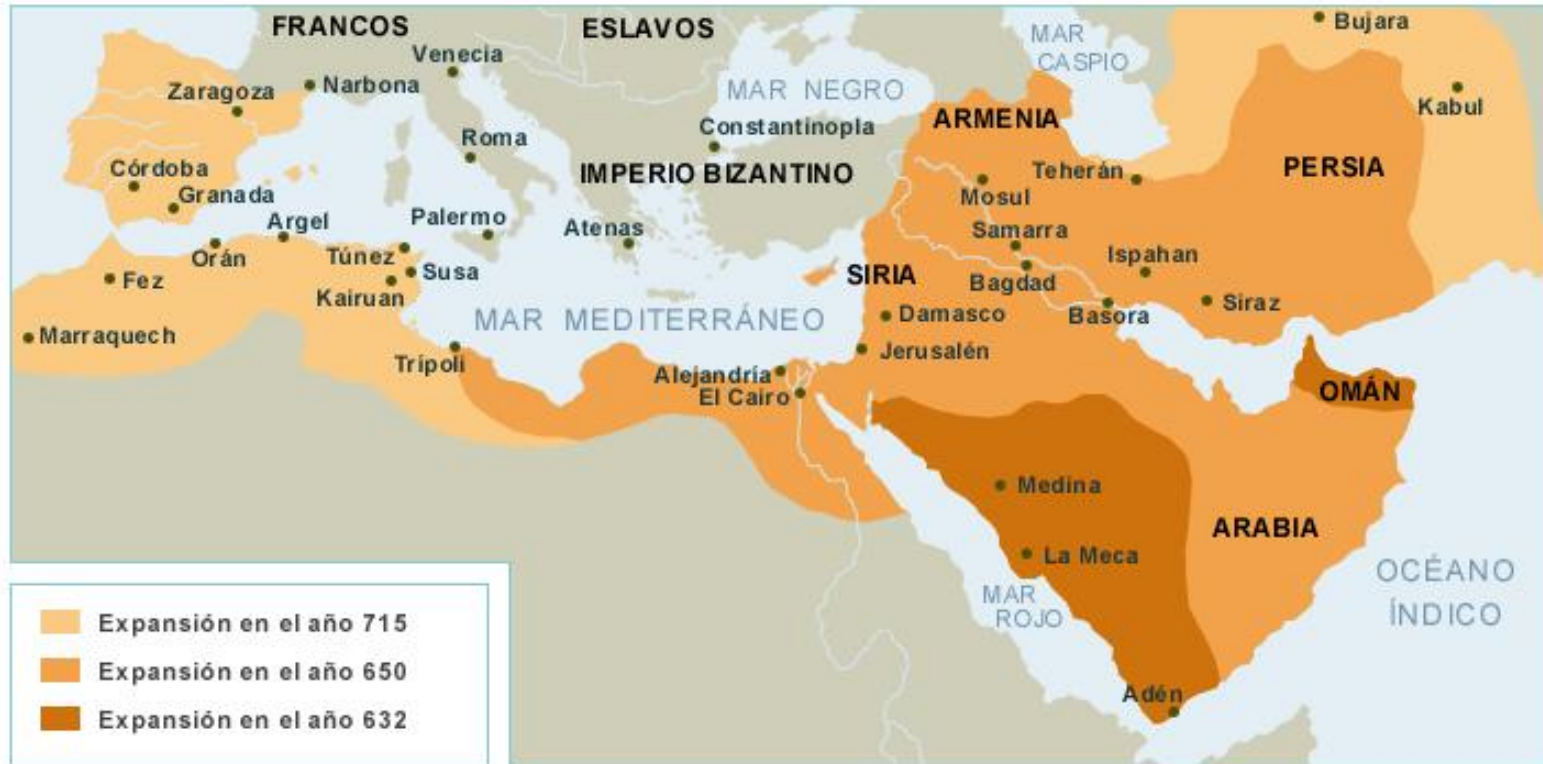 FRANCOS
ESLAVOS
MAR
CASPIO
Bujara
Venecia
Narbona
Zaragoza
MAR NEGRO
Kabul
Constantinopla
ARMENIA
Roma
Córdoba
IMPERIO BIZANTINO
Teherán
PERSIA
Mosul
Granada
Argel
Palermo
Atenas
Samarra
Orán
Túnez
Susa
SIRIA
Ispahan
Fez
Kairuan
Bagdad
MAR MEDITERRÁNEO
Damasco
Basora
Siraz
Marraquech
Trípoli
Jerusalén
Alejandría
El Cairo
OMÁN
Medina
ARABIA
La Meca
OCÉANO
ÍNDICO
MAR
ROJO
Adén
Expansión en el año 715
Expansión en el año 650
Expansión en el año 632